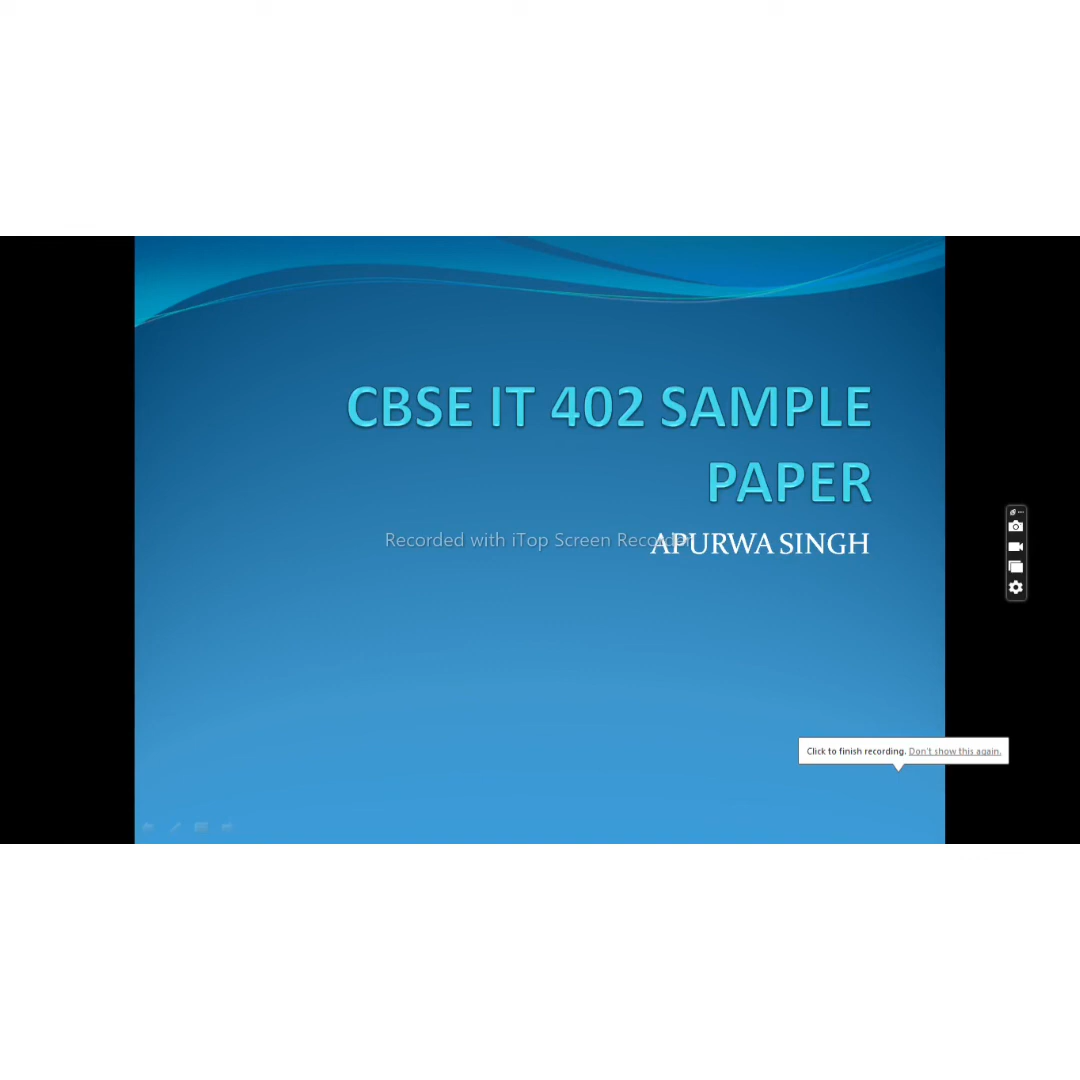 CBSE IT 402 SAMPLE
PAPER
Recorded with iTop Screen Recorder
APURWA SINGH
Click to finish recording. Don't show this again.